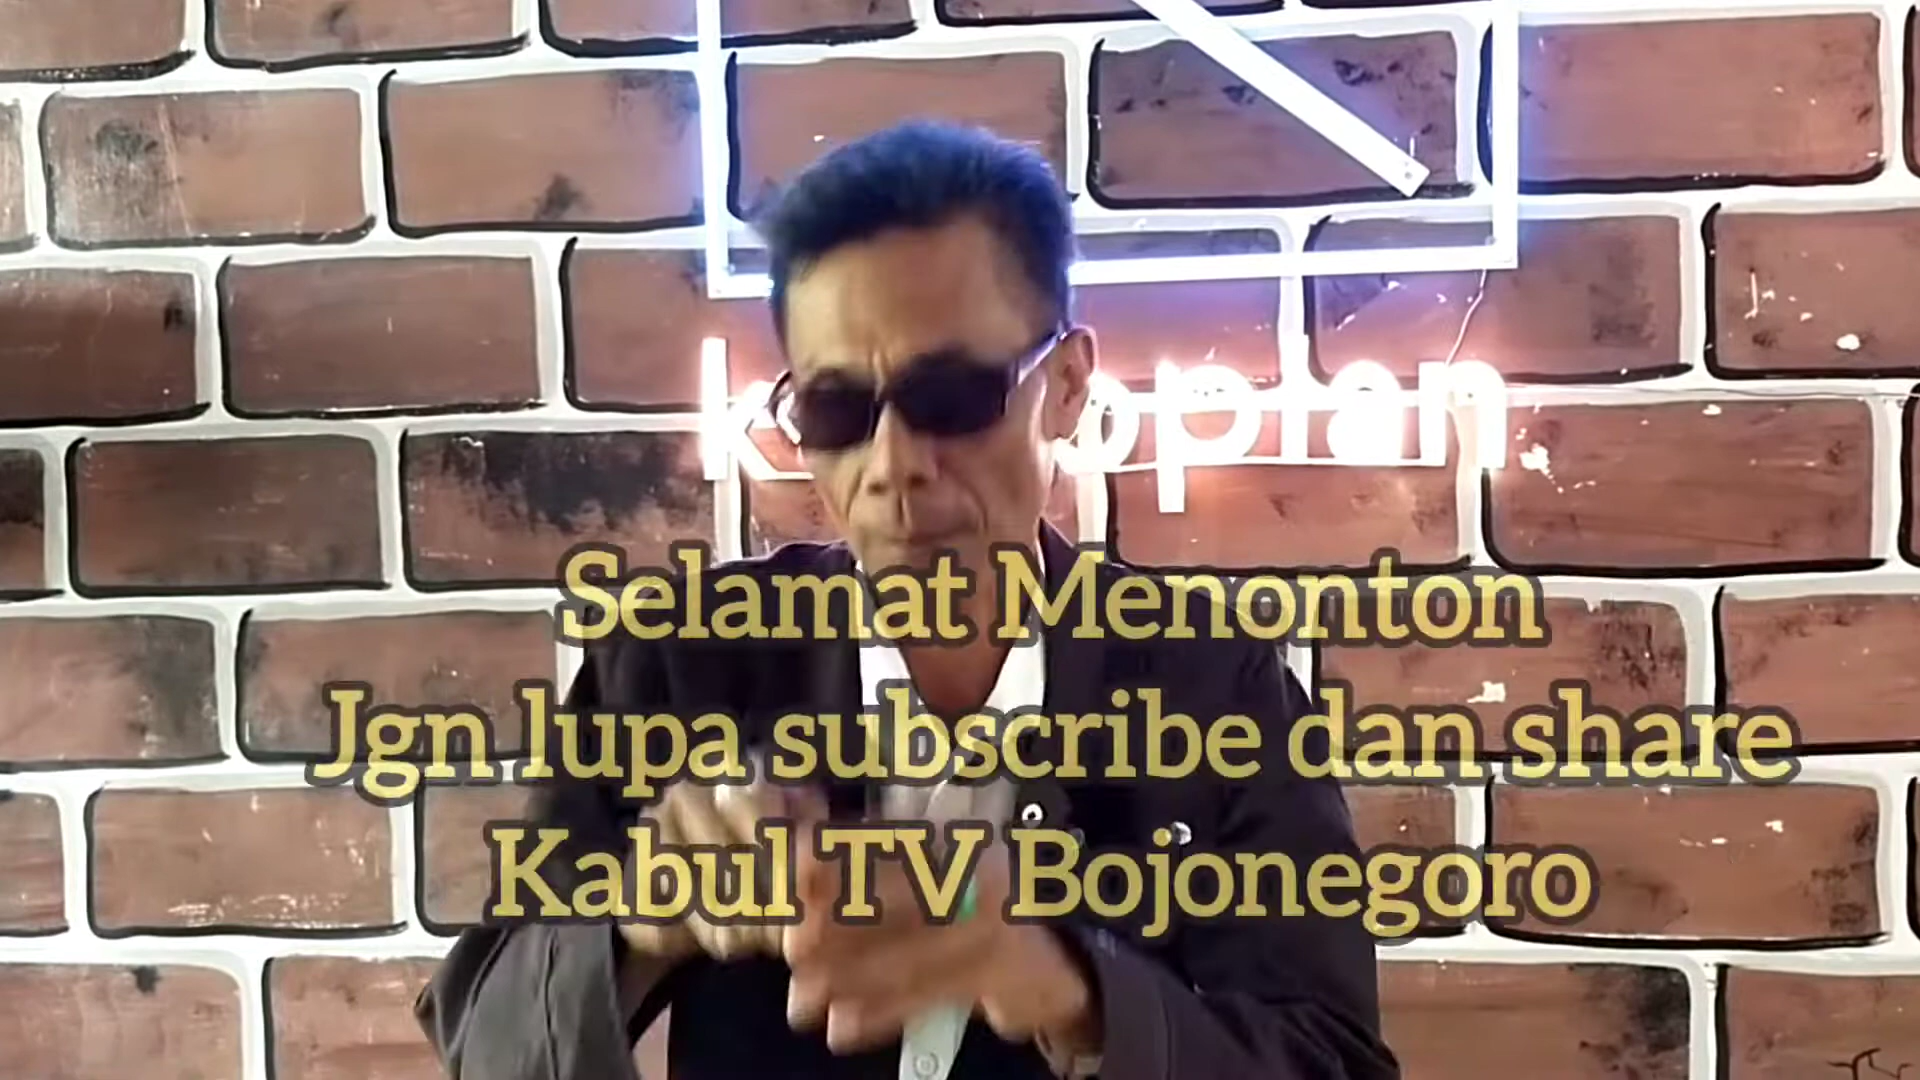 Selamat Menonton
Jgn lupa subscribe dan share
Kabul TV Bojonegoro